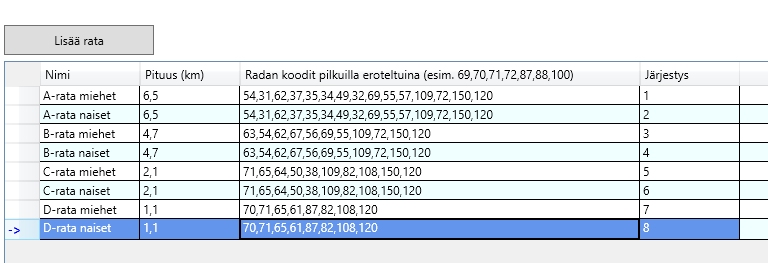 Lisää rata
Nimi Pituus (km) Radan koodit pilkuilla eroteltuina (esim. 69,70,71,72,87,88,100) Järjestys
A-rata miehet 6,5 54,31,62,37,35,34,49,32,69,55,57,109,72,150,120 1
A-rata naiset 6,5 54,31,62,37,35,34,49,32,69,55,57,109,72,150,120 2
B-rata miehet 4,7 63,54,62,67,56,69,55,109,72,150,120 3
B-rata naiset 4,7 63,54,62,67,56,69,55,109,72,150,120 4
C-rata miehet 2,1 71,65,64,50,38,109,82,108,150,120 5
C-rata naiset 2,1 71,65,64,50,38,109,82,108,150,120 6
D-rata miehet 1,1 70,71,65,61,87,82,108,120 7
-> D-rata naiset 1,1 70,71,65,61,87,82,108,120 8